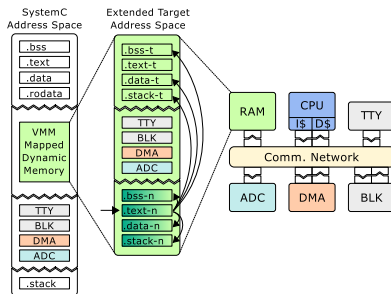 SystemC
Address Space
.bss
.text
.data
.rodata
VMM
Mapped
Dynamic
Memory
TTY
BLK
DMA
ADC
.stack
Extended Target
Address Space
.bss-t
.text-t
.data-t
.stack-t
TTY
BLK
DMA
ADC
.bss-n
.text-n
.data-n
.stack-n
RAM
CPU
I$ D$
TTY
Comm. Network
ADC
DMA
BLK